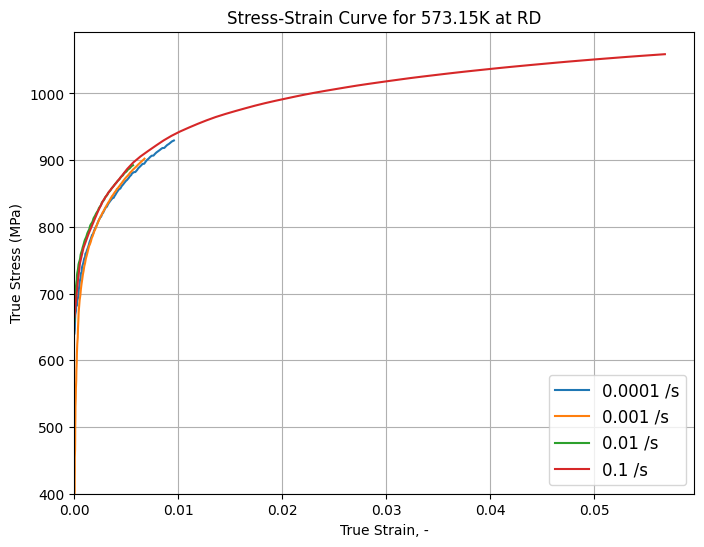 Stress-Strain Curve for 573.15K at RD
True Stress (MPa)
1000
900
800
700
600
500
400
0.00
0.01
0.02
0.03
0.04
0.05
True Strain, -
0.0001 /s
0.001 /s
0.01 /s
0.1 /s